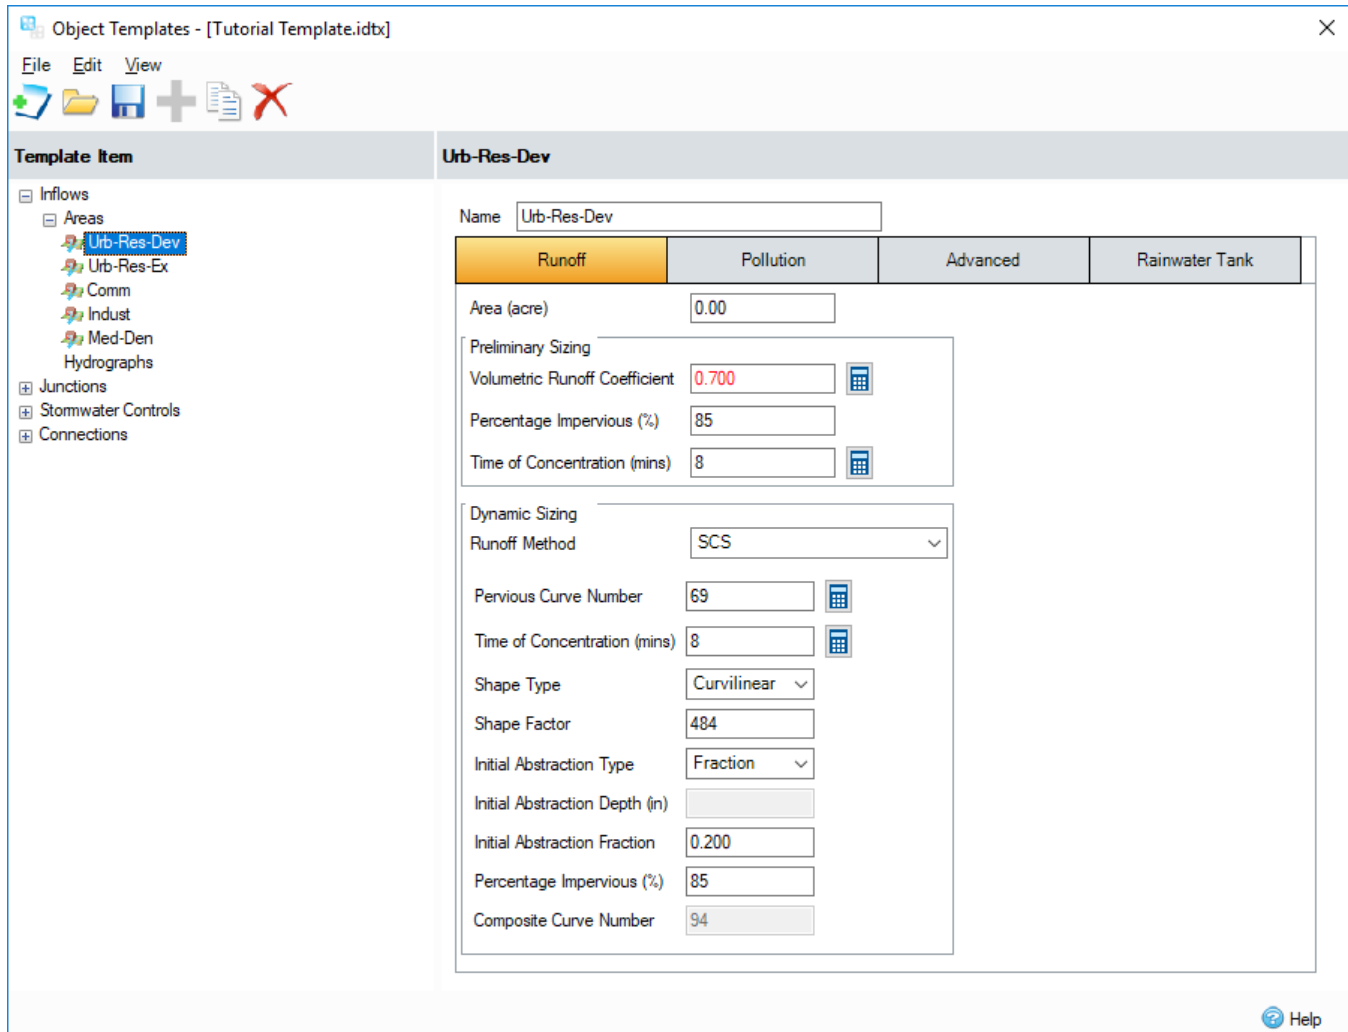 Object Templates - [Tutorial Template.idtx]
File Edit View
Template Item
Urb-Res-Dev
Inflows
Areas
Urb-Res-Dev
Urb-Res-Ex
Comm
Indust
Med-Den
Hydrographs
Junctions
Stormwater Controls
Connections
Name Urb-Res-Dev
Runoff Pollution Advanced Rainwater Tank
Area (acre) 0.00
Preliminary Sizing
Volumetric Runoff Coefficient 0.700
Percentage Impervious (%) 85
Time of Concentration (mins) 8
Dynamic Sizing
Runoff Method SCS
Pervious Curve Number 69
Time of Concentration (mins) 8
Shape Type Curvilinear
Shape Factor 484
Initial Abstraction Type Fraction
Initial Abstraction Depth (in)
Initial Abstraction Fraction 0.200
Percentage Impervious (%) 85
Composite Curve Number 94
Help